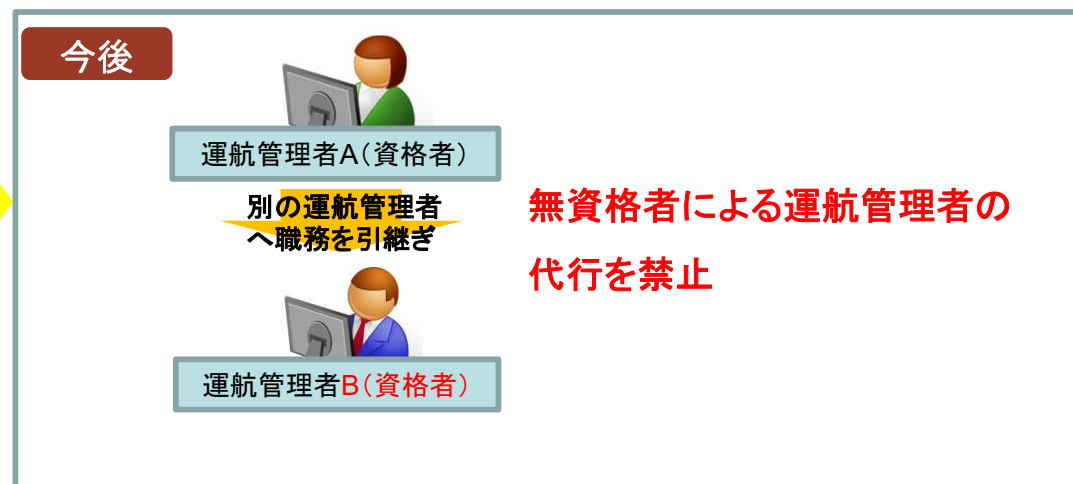 今後
運航管理者A(資格者)
別の運航管理者
へ職務を引継ぎ
無資格者による運航管理者の
代行を禁止
運航管理者B(資格者)